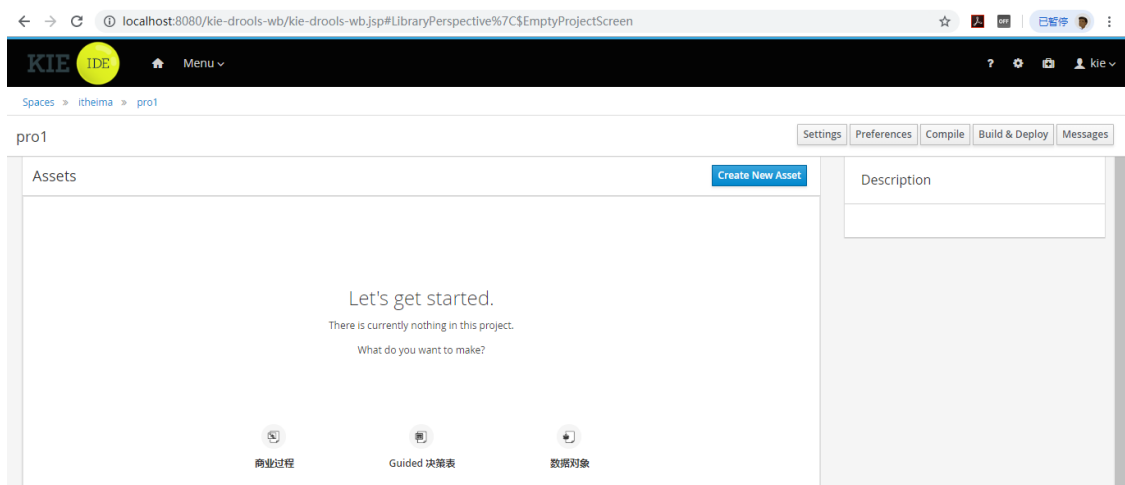 localhost:8080/kie-drools-wb/kie-drools-wb.jsp#LibraryPerspective%7C$EmptyProjectScreen
OFF
已暂停
KIE IDE Menu ? kie
Spaces » itheima » pro1
pro1 Settings Preferences Compile Build & Deploy Messages
Assets Create New Asset Description
Let's get started.
There is currently nothing in this project.
What do you want to make?
商业过程 Guided 决策表 数据对象